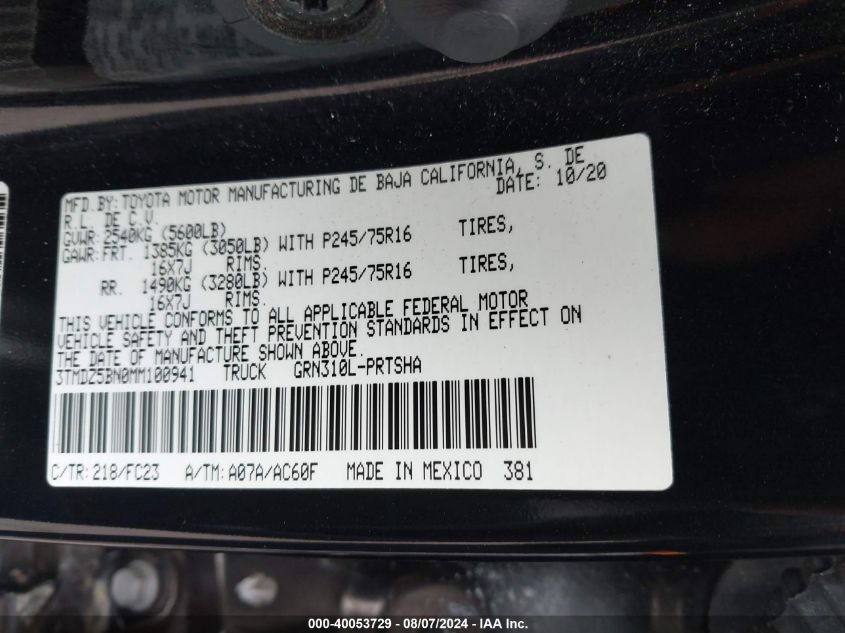 MFD. BY: TOYOTA MOTOR MANUFACTURING DE BAJA CALIFORNIA, S. DE
R.L. DE C.V. DATE: 10/20
GVWR: 2540KG (5600LB)
GAWR: FRT. 1385KG (3050LB) WITH P245/75R16 TIRES,
16X7J RIMS.
RR. 1490KG (3280LB) WITH P245/75R16 TIRES,
16X7J RIMS.
THIS VEHICLE CONFORMS TO ALL APPLICABLE FEDERAL MOTOR
VEHICLE SAFETY AND THEFT PREVENTION STANDARDS IN EFFECT ON
THE DATE OF MANUFACTURE SHOWN ABOVE.
3TMDZ5BN0MM100941 TRUCK GRN310L-PRTSHA
C/TR: 218/FC23 A/TM: A07A/AC60F MADE IN MEXICO 381
000-40053729 - 08/07/2024 - IAA Inc.